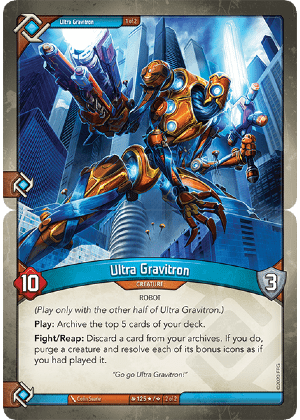 Ultra Gravitron
1 of 2
Ultra Gravitron
CREATURE
10
3
ROBOT
(Play only with the other half of Ultra Gravitron.)
Play: Archive the top 5 cards of your deck.
Fight/Reap: Discard a card from your archives. If you do,
purge a creature and resolve each of its bonus icons as if
you had played it.
"Go go Ultra Gravitron!"
2 of 2